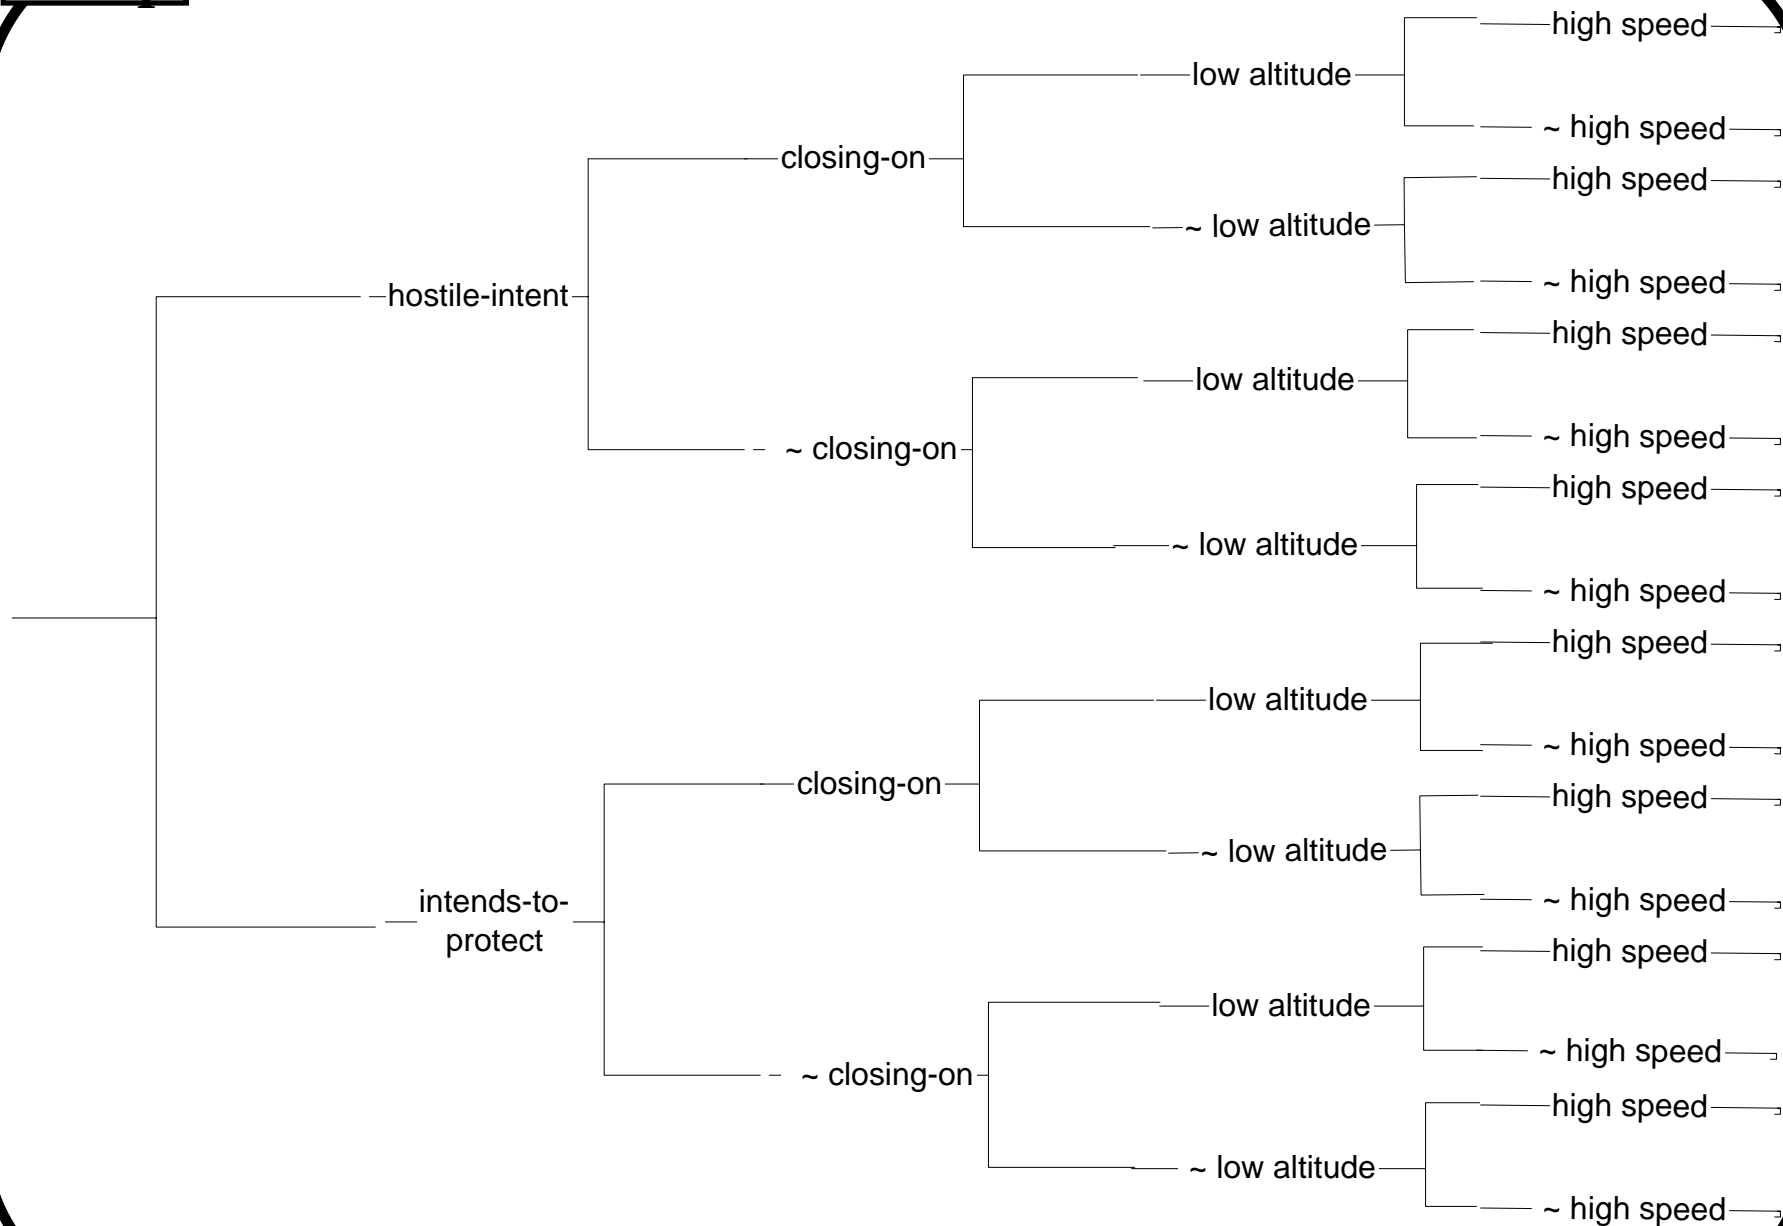 high speed
low altitude
~ high speed
closing-on
high speed
~ low altitude
~ high speed
hostile-intent
high speed
low altitude
~ high speed
~ closing-on
high speed
~ low altitude
~ high speed
high speed
low altitude
~ high speed
closing-on
high speed
~ low altitude
~ high speed
intends-to-
protect
high speed
low altitude
~ high speed
~ closing-on
high speed
~ low altitude
~ high speed